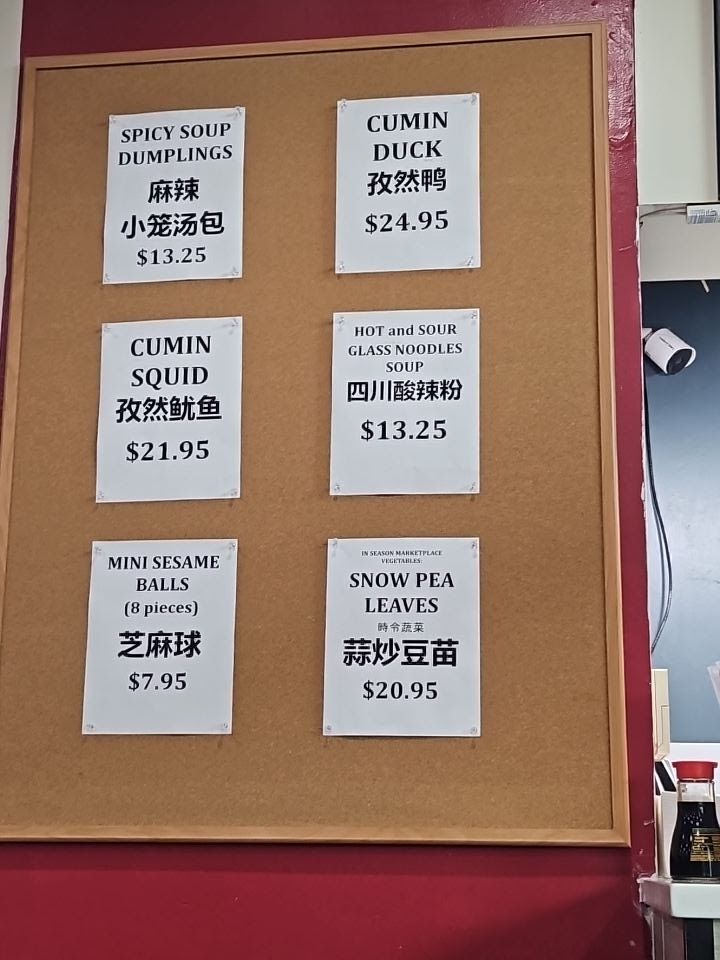 SPICY SOUP
DUMPLINGS
麻辣
小笼汤包
$13.25
CUMIN
DUCK
孜然鸭
$24.95
CUMIN
SQUID
孜然鱿鱼
$21.95
HOT and SOUR
GLASS NOODLES
SOUP
四川酸辣粉
$13.25
MINI SESAME
BALLS
(8 pieces)
芝麻球
$7.95
IN SEASON MARKETPLACE
VEGETABLES:
SNOW PEA
LEAVES
時令蔬菜
蒜炒豆苗
$20.95